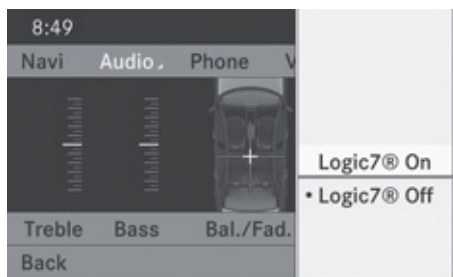 8:49
Navi Audio Phone V
Logic7® On
• Logic7® Off
Treble Bass Bal./Fad.
Back